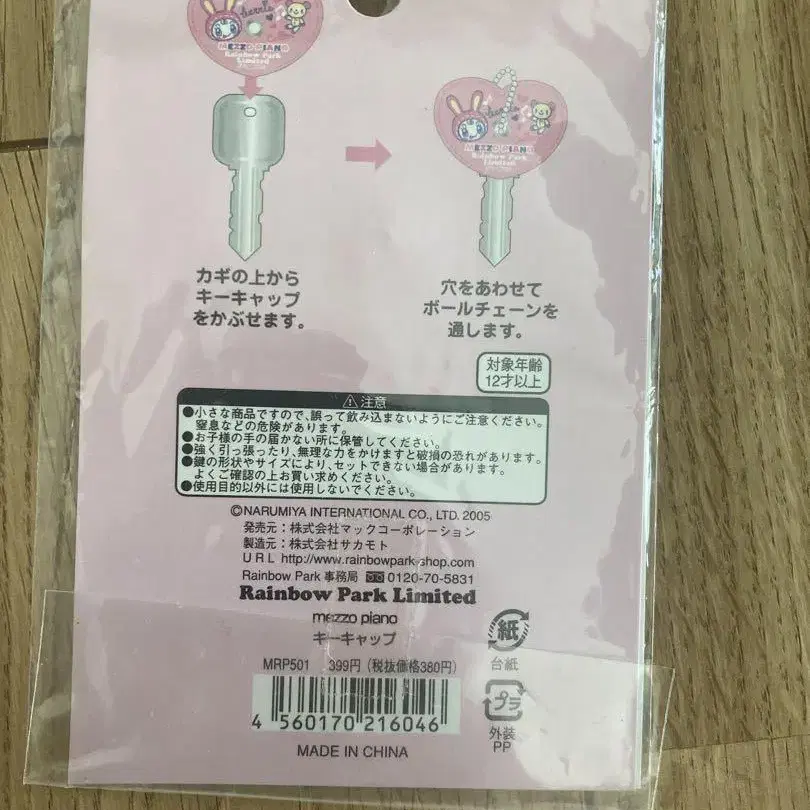 berrie
MEZZO PIANO
Rainbow Park
Limited
berrie
MEZZO PIANO
Rainbow Park
Limited
カギの上から
キーキャップ
をかぶせます。
穴をあわせて
ボールチェーンを
通します。
対象年齢
12才以上
⚠注意
●小さな商品ですので、誤って飲み込まないようにご注意ください。
窒息などの危険があります。
●お子様の手の届かない所に保管してください。
●強く引っ張ったり、無理な力をかけますと破損の恐れがあります。
●鍵の形状やサイズにより、セットできない場合があります。
よくご確認の上お買い求めください。
●使用目的以外には使用しないでください。
©NARUMIYA INTERNATIONAL CO., LTD. 2005
発売元：株式会社マックコーポレーション
製造元：株式会社サカモト
URL http://www.rainbowpark-shop.com
Rainbow Park 事務局 0120-70-5831
Rainbow Park Limited
mezzo piano
キーキャップ
MRP501 399円（税抜価格380円）
4 560170 216046
MADE IN CHINA
紙
台紙
プラ
外装
PP